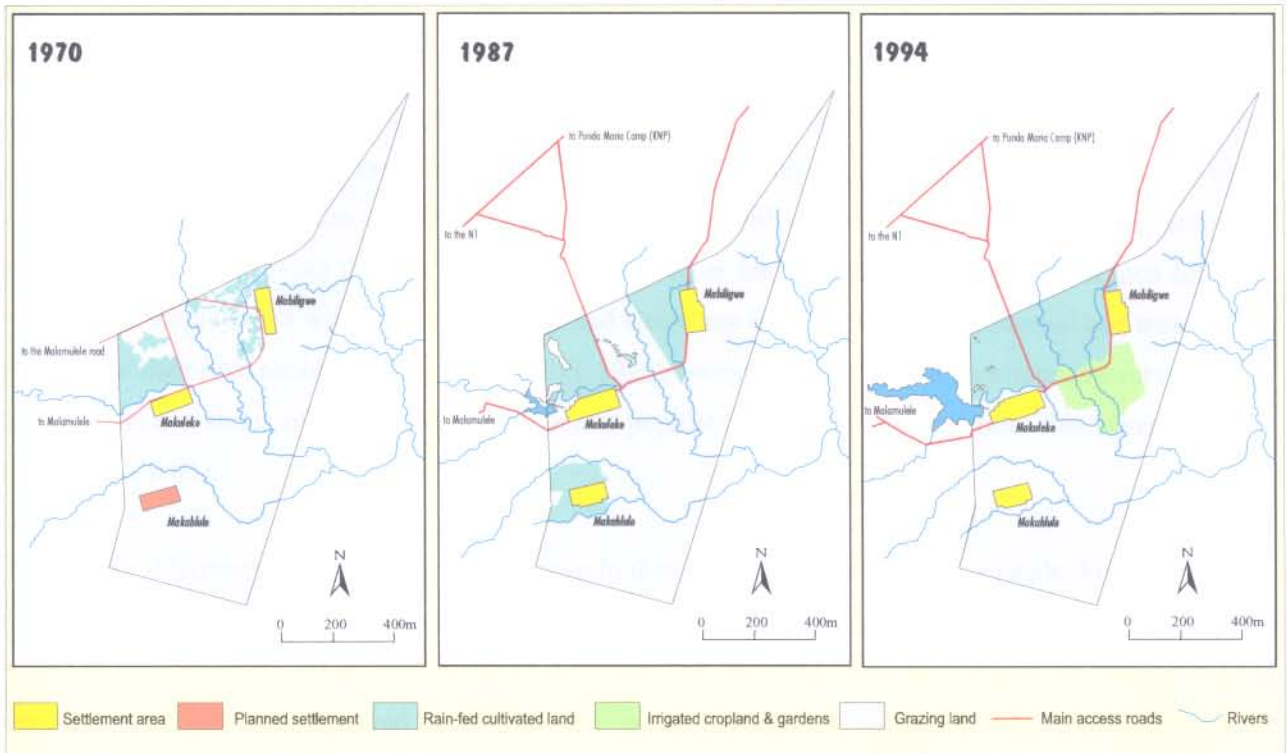 1970
to the Malamulele road
to Malamulele
Mabiligwe
Makuleke
Makahlule
N
0 200 400m
1987
to Punda Maria Camp (KNP)
to the N1
to Malamulele
Mabiligwe
Makuleke
Makahlule
N
0 200 400m
1994
to Punda Maria Camp (KNP)
to the N1
to Malamulele
Mabiligwe
Makuleke
Makahlule
N
0 200 400m
Settlement area
Planned settlement
Rain-fed cultivated land
Irrigated cropland & gardens
Grazing land
Main access roads
Rivers